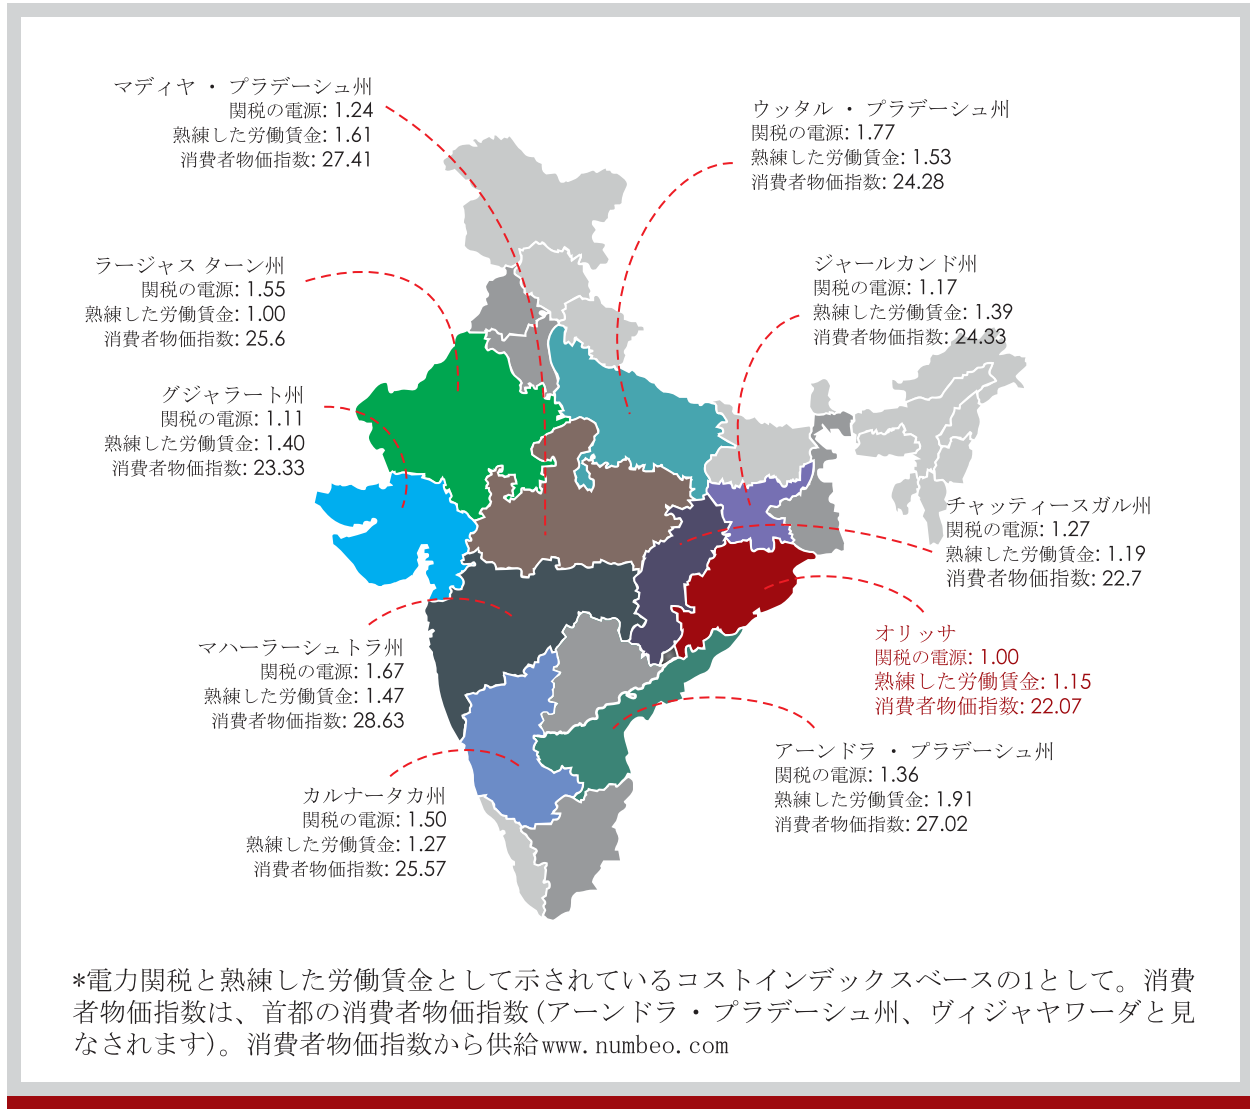 マディヤ ・ プラデーシュ州
関税の電源: 1.24
熟練した労働賃金: 1.61
消費者物価指数: 27.41
ウッタル ・ プラデーシュ州
関税の電源: 1.77
熟練した労働賃金: 1.53
消費者物価指数: 24.28
ラージャス ターン州
関税の電源: 1.55
熟練した労働賃金: 1.00
消費者物価指数: 25.6
ジャールカンド州
関税の電源: 1.17
熟練した労働賃金: 1.39
消費者物価指数: 24.33
グジャラート州
関税の電源: 1.11
熟練した労働賃金: 1.40
消費者物価指数: 23.33
チャッティースガル州
関税の電源: 1.27
熟練した労働賃金: 1.19
消費者物価指数: 22.7
オリッサ
関税の電源: 1.00
熟練した労働賃金: 1.15
消費者物価指数: 22.07
マハーラーシュトラ州
関税の電源: 1.67
熟練した労働賃金: 1.47
消費者物価指数: 28.63
アーンドラ ・ プラデーシュ州
関税の電源: 1.36
熟練した労働賃金: 1.91
消費者物価指数: 27.02
カルナータカ州
関税の電源: 1.50
熟練した労働賃金: 1.27
消費者物価指数: 25.57
*電力関税と熟練した労働賃金として示されているコストインデックスベースの1として。消費
者物価指数は、首都の消費者物価指数(アーンドラ・プラデーシュ州、ヴィジャヤワーダと見
なされます)。消費者物価指数から供給www.numbeo.com